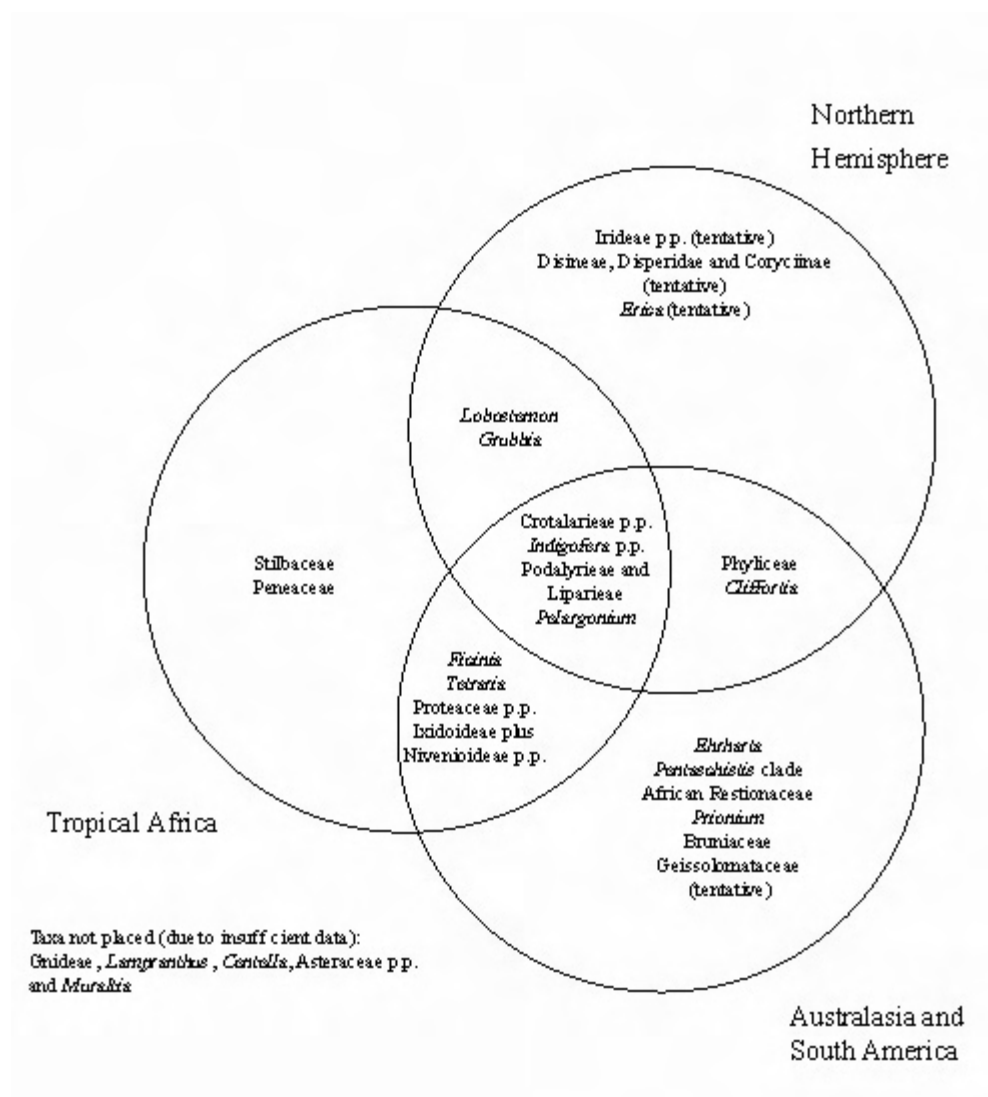 Northern
Hemisphere
Irideae p.p. (tentative)
Disineae, Disperidae and Coryciinae
(tentative)
Erica (tentative)
Lobostemon
Grubbia
Crotalarieae p.p.
Indigofera p.p.
Podalyrieae and
Liparieae
Pelargonium
Phyliceae
Cliffortia
Stilbaceae
Peneaceae
Ficinia
Tetraria
Proteaceae p.p.
Ixidoideae plus
Nivenioideae p.p.
Ehrharta
Pentaschistis clade
African Restionaceae
Prionium
Bruniaceae
Geissolomataceae
(tentative)
Tropical Africa
Taxa not placed (due to insuff cient data):
Gnideae, Lampranthus, Centella, Asteraceae p.p.
and Muraltia
Australasia and
South America